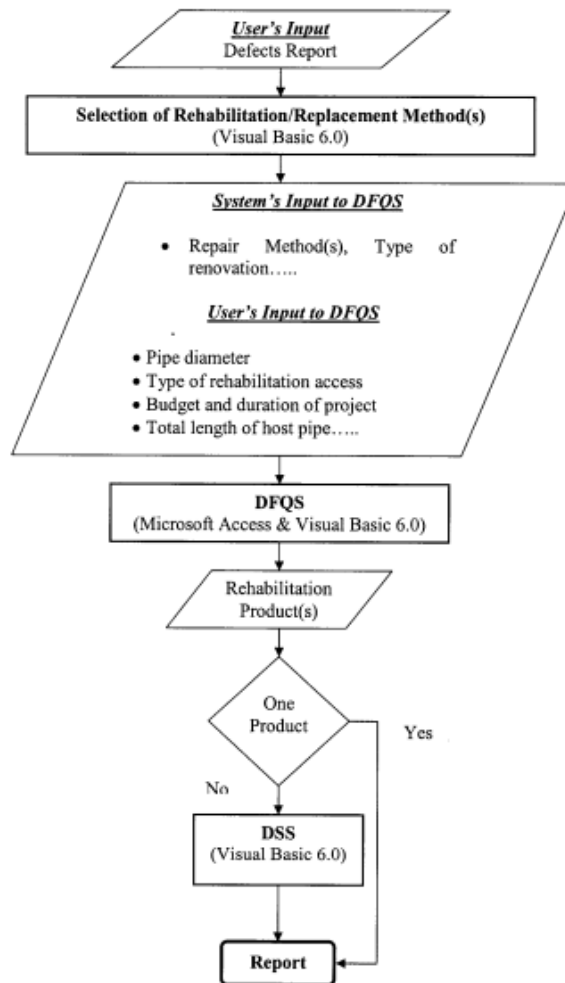 User's Input
Defects Report
Selection of Rehabilitation/Replacement Method(s)
(Visual Basic 6.0)
System's Input to DFQS
• Repair Method(s), Type of
renovation.....
User's Input to DFQS
• Pipe diameter
• Type of rehabilitation access
• Budget and duration of project
• Total length of host pipe.....
DFQS
(Microsoft Access & Visual Basic 6.0)
Rehabilitation
Product(s)
One
Product
Yes
No
DSS
(Visual Basic 6.0)
Report